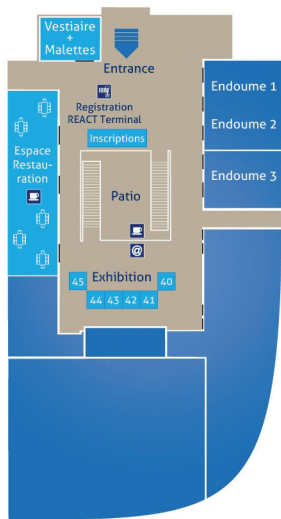 Vestiaire
+
Malettes
Entrance
Registration
REACT Terminal
Inscriptions
Endoume 1
Endoume 2
Endoume 3
Espace
Restau-
ration
Patio
@
Exhibition
45
40
44 43 42 41